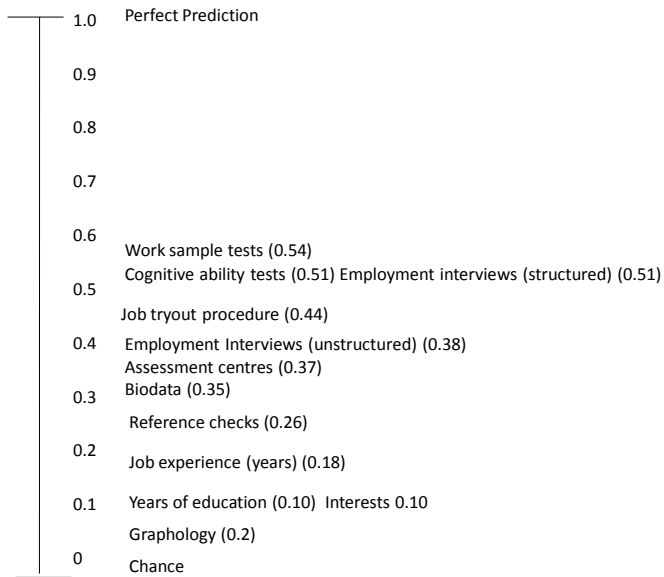 1.0 Perfect Prediction
0.9
0.8
0.7
0.6
Work sample tests (0.54)
Cognitive ability tests (0.51) Employment interviews (structured) (0.51)
0.5
Job tryout procedure (0.44)
0.4 Employment Interviews (unstructured) (0.38)
Assessment centres (0.37)
Biodata (0.35)
0.3
Reference checks (0.26)
0.2
Job experience (years) (0.18)
0.1 Years of education (0.10) Interests 0.10
Graphology (0.2)
0
Chance